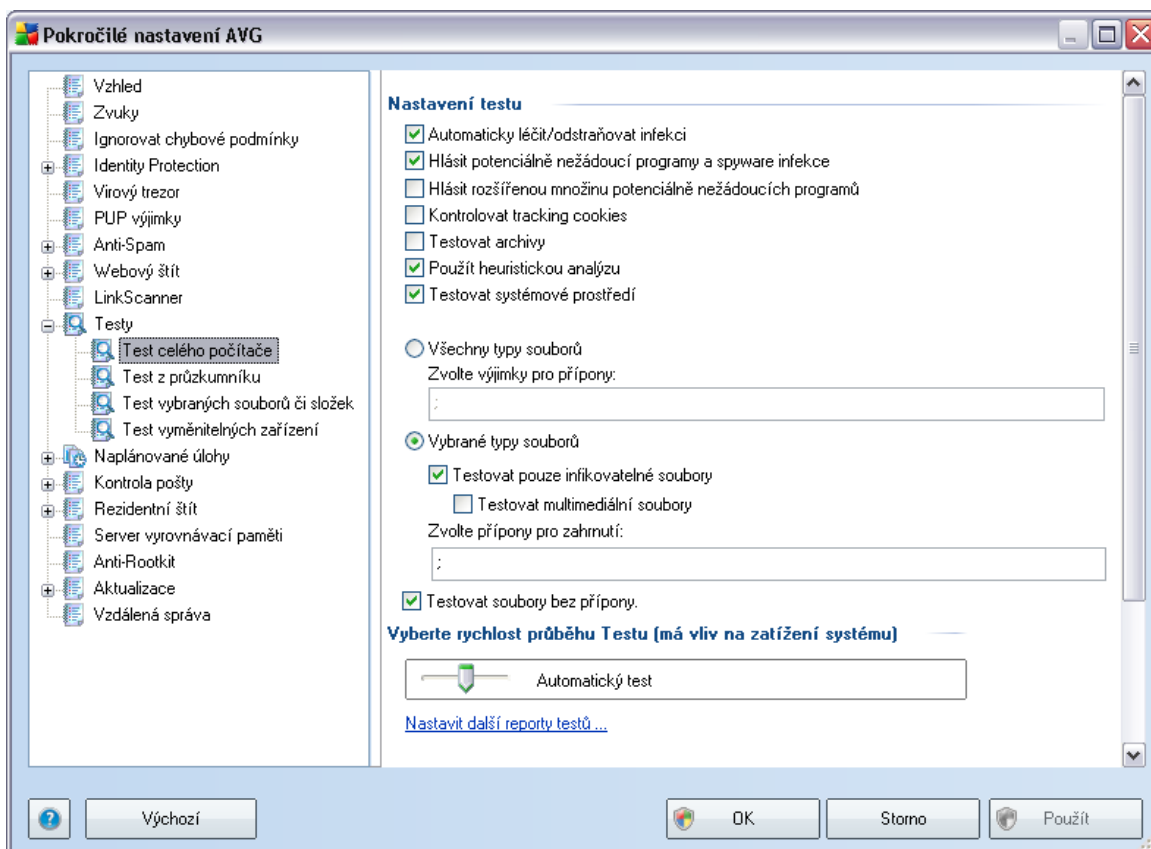 Pokročilé nastavení AVG
Vzhled
Zvuky
Ignorovat chybové podmínky
Identity Protection
Virový trezor
PUP výjimky
Anti-Spam
Webový štít
LinkScanner
Testy
Test celého počítače
Test z průzkumníku
Test vybraných souborů či složek
Test vyměnitelných zařízení
Naplánované úlohy
Kontrola pošty
Rezidentní štít
Server vyrovnávací paměti
Anti-Rootkit
Aktualizace
Vzdálená správa
Nastavení testu
Automaticky léčit/odstraňovat infekci
Hlásit potenciálně nežádoucí programy a spyware infekce
Hlásit rozšířenou množinu potenciálně nežádoucích programů
Kontrolovat tracking cookies
Testovat archivy
Použít heuristickou analýzu
Testovat systémové prostředí
Všechny typy souborů
Zvolte výjimky pro přípony:
;
Vybrané typy souborů
Testovat pouze infikovatelné soubory
Testovat multimediální soubory
Zvolte přípony pro zahrnutí:
;
Testovat soubory bez přípony.
Vyberte rychlost průběhu Testu (má vliv na zatížení systému)
Automatický test
Nastavit další reporty testů ...
Výchozí
OK
Storno
Použít